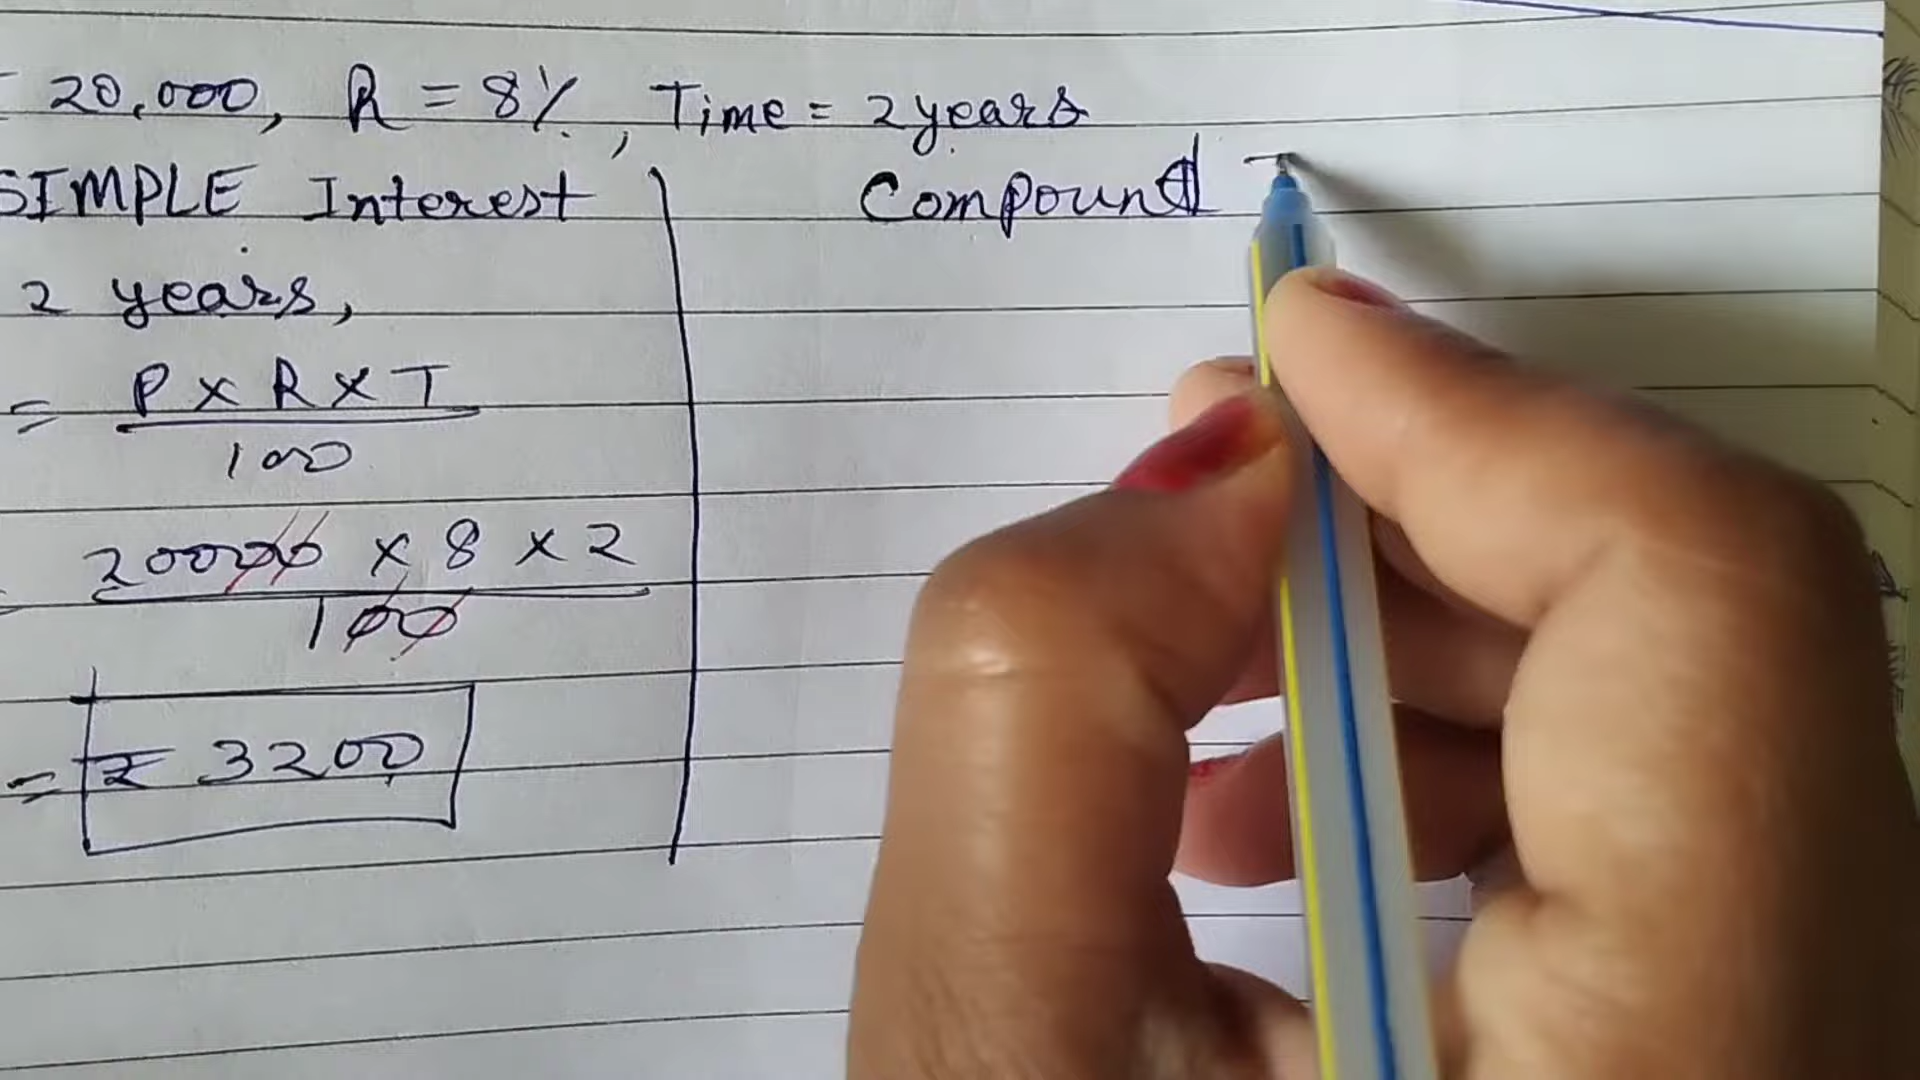 = 20,000, R = 8%, Time = 2 years
SIMPLE Interest
Compound
2 years,
= P x R x T
100
20000 x 8 x 2
100
= ₹ 3200